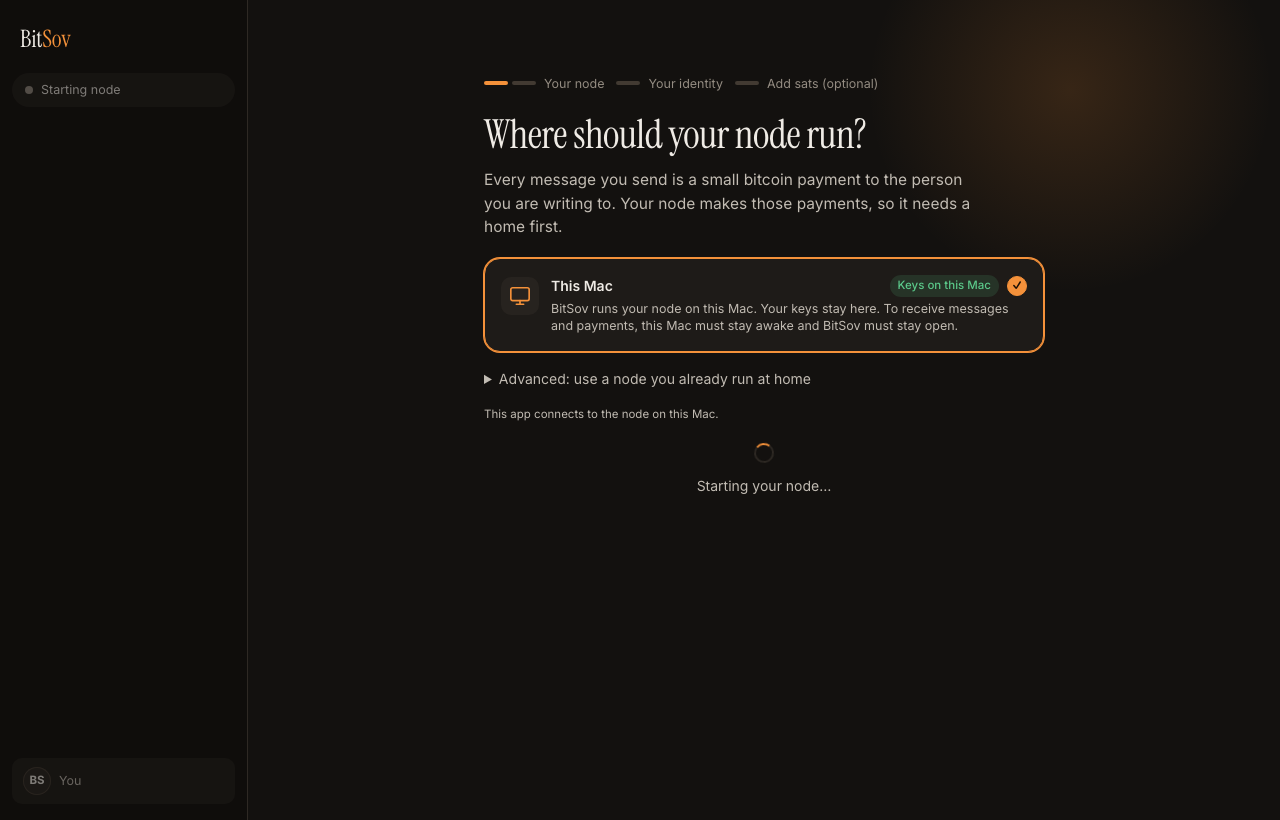 BitSov
Starting node
Your node
Your identity
Add sats (optional)
Where should your node run?
Every message you send is a small bitcoin payment to the person
you are writing to. Your node makes those payments, so it needs a
home first.
This Mac
Keys on this Mac
BitSov runs your node on this Mac. Your keys stay here. To receive messages
and payments, this Mac must stay awake and BitSov must stay open.
Advanced: use a node you already run at home
This app connects to the node on this Mac.
Starting your node...
BS
You